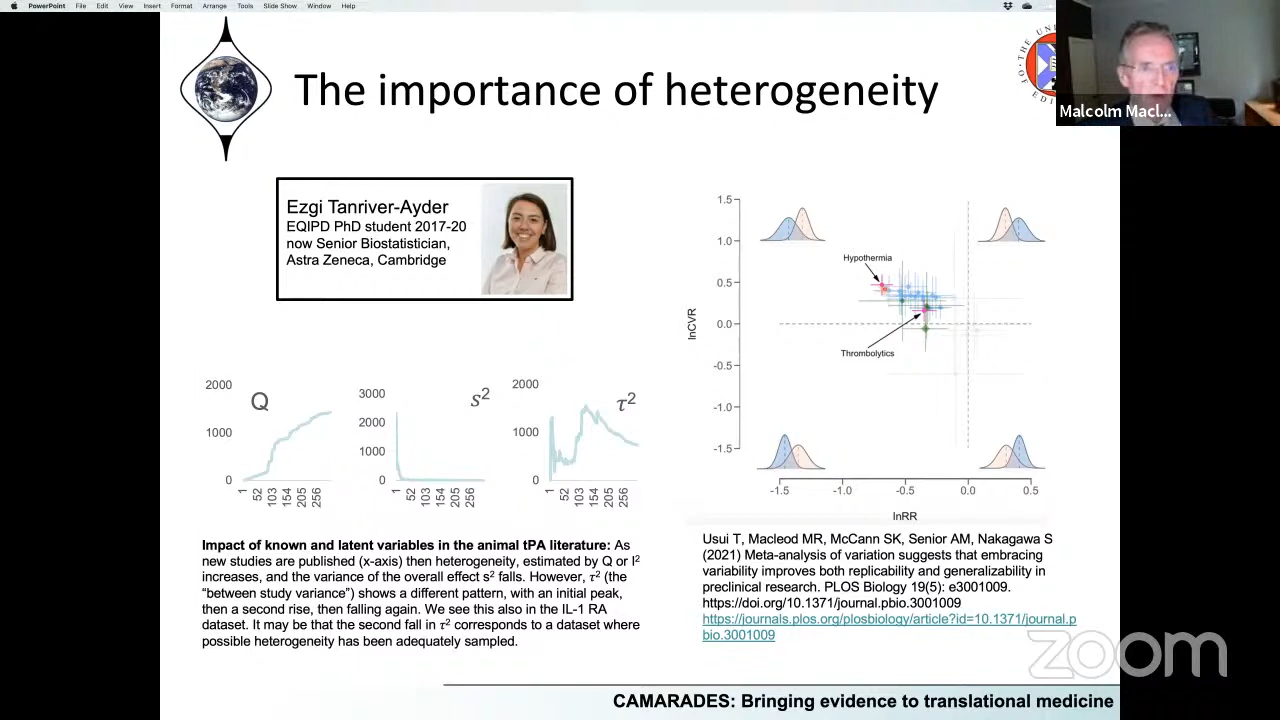 PowerPoint File Edit View Insert Format Arrange Tools Slide Show Window Help
The importance of heterogeneity
Malcolm Macl...
Ezgi Tanriver-Ayder
EQIPD PhD student 2017-20
now Senior Biostatistician,
Astra Zeneca, Cambridge
2000
1000
0
Q
1 52 103 154 205 256
3000
2000
1000
0
s²
1 52 103 154 205 256
2000
1000
0
τ²
1 52 103 154 205 256
Impact of known and latent variables in the animal tPA literature: As
new studies are published (x-axis) then heterogeneity, estimated by Q or I²
increases, and the variance of the overall effect s² falls. However, τ² (the
“between study variance”) shows a different pattern, with an initial peak,
then a second rise, then falling again. We see this also in the IL-1 RA
dataset. It may be that the second fall in τ² corresponds to a dataset where
possible heterogeneity has been adequately sampled.
1.5
1.0
0.5
0.0
-0.5
-1.0
-1.5
lnCVR
Hypothermia
Thrombolytics
-1.5 -1.0 -0.5 0.0 0.5
lnRR
Usui T, Macleod MR, McCann SK, Senior AM, Nakagawa S
(2021) Meta-analysis of variation suggests that embracing
variability improves both replicability and generalizability in
preclinical research. PLOS Biology 19(5): e3001009.
https://doi.org/10.1371/journal.pbio.3001009
https://journals.plos.org/plosbiology/article?id=10.1371/journal.p
bio.3001009
zoom
CAMARADES: Bringing evidence to translational medicine